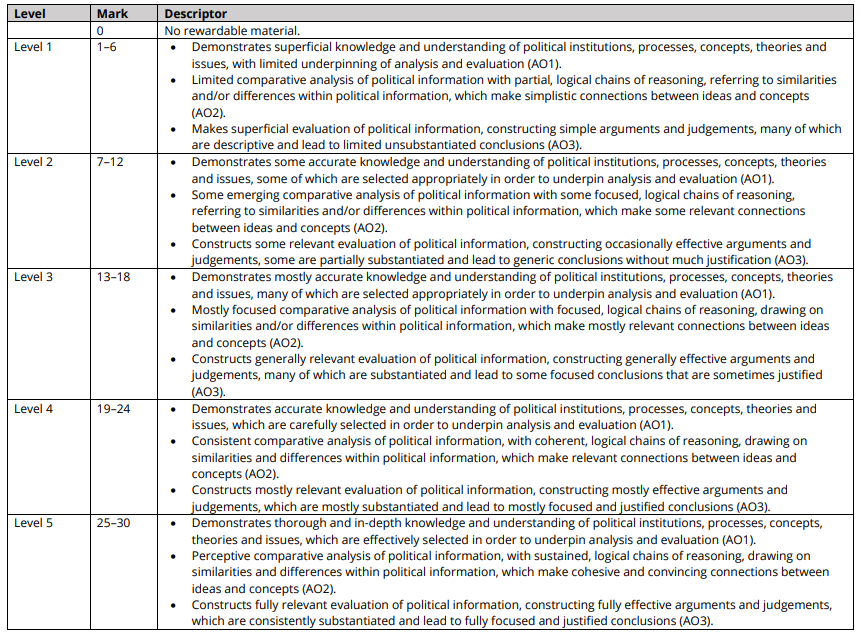 Level Mark Descriptor
0 No rewardable material.
Level 1 1–6 • Demonstrates superficial knowledge and understanding of political institutions, processes, concepts, theories and
issues, with limited underpinning of analysis and evaluation (AO1).
• Limited comparative analysis of political information with partial, logical chains of reasoning, referring to similarities
and/or differences within political information, which make simplistic connections between ideas and concepts
(AO2).
• Makes superficial evaluation of political information, constructing simple arguments and judgements, many of which
are descriptive and lead to limited unsubstantiated conclusions (AO3).
Level 2 7–12 • Demonstrates some accurate knowledge and understanding of political institutions, processes, concepts, theories
and issues, some of which are selected appropriately in order to underpin analysis and evaluation (AO1).
• Some emerging comparative analysis of political information with some focused, logical chains of reasoning,
referring to similarities and/or differences within political information, which make some relevant connections
between ideas and concepts (AO2).
• Constructs some relevant evaluation of political information, constructing occasionally effective arguments and
judgements, some are partially substantiated and lead to generic conclusions without much justification (AO3).
Level 3 13–18 • Demonstrates mostly accurate knowledge and understanding of political institutions, processes, concepts, theories
and issues, many of which are selected appropriately in order to underpin analysis and evaluation (AO1).
• Mostly focused comparative analysis of political information with focused, logical chains of reasoning, drawing on
similarities and/or differences within political information, which make mostly relevant connections between ideas
and concepts (AO2).
• Constructs generally relevant evaluation of political information, constructing generally effective arguments and
judgements, many of which are substantiated and lead to some focused conclusions that are sometimes justified
(AO3).
Level 4 19–24 • Demonstrates accurate knowledge and understanding of political institutions, processes, concepts, theories and
issues, which are carefully selected in order to underpin analysis and evaluation (AO1).
• Consistent comparative analysis of political information, with coherent, logical chains of reasoning, drawing on
similarities and differences within political information, which make relevant connections between ideas and
concepts (AO2).
• Constructs mostly relevant evaluation of political information, constructing mostly effective arguments and
judgements, which are mostly substantiated and lead to mostly focused and justified conclusions (AO3).
Level 5 25–30 • Demonstrates thorough and in-depth knowledge and understanding of political institutions, processes, concepts,
theories and issues, which are effectively selected in order to underpin analysis and evaluation (AO1).
• Perceptive comparative analysis of political information, with sustained, logical chains of reasoning, drawing on
similarities and differences within political information, which make cohesive and convincing connections between
ideas and concepts (AO2).
• Constructs fully relevant evaluation of political information, constructing fully effective arguments and judgements,
which are consistently substantiated and lead to fully focused and justified conclusions (AO3).